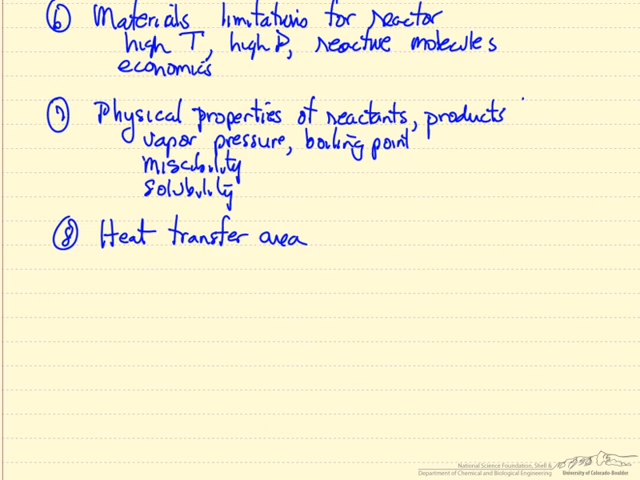 ⑥ Materials limitations for reactor
high T, high P, reactive molecules
economics
⑦ Physical properties of reactants, products
vapor pressure, boiling point
miscibility
solubility
⑧ Heat transfer area
National Science Foundation, Shell &
Department of Chemical and Biological Engineering
University of Colorado-Boulder